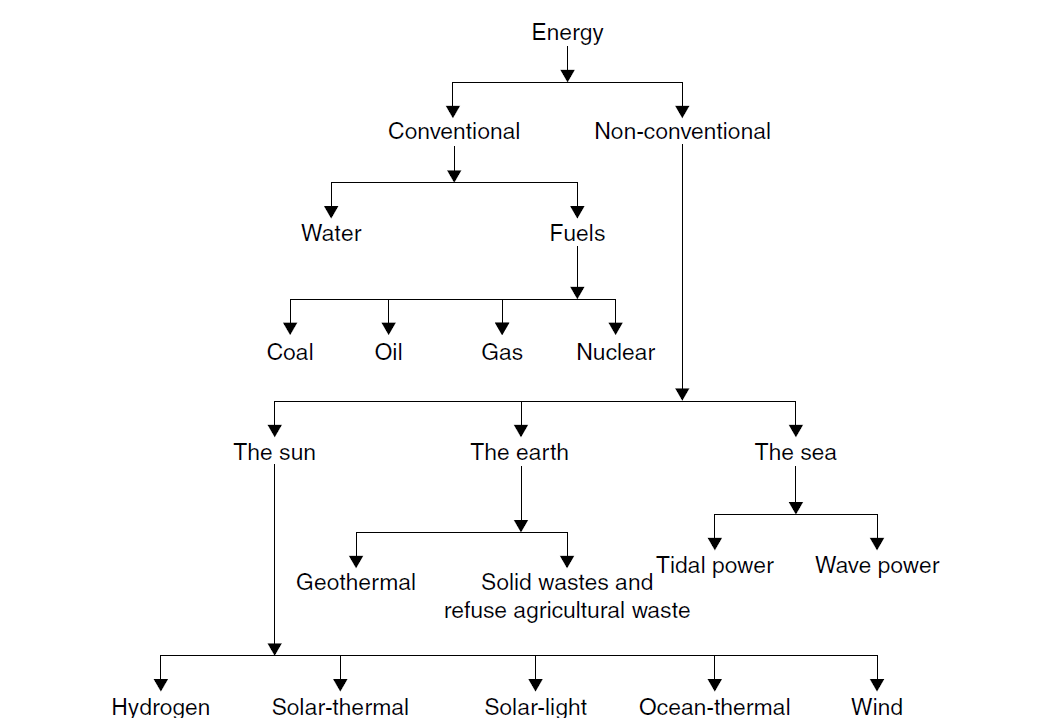 Energy
Conventional
Non-conventional
Water
Fuels
Coal
Oil
Gas
Nuclear
The sun
The earth
The sea
Tidal power
Wave power
Geothermal
Solid wastes and
refuse agricultural waste
Hydrogen
Solar-thermal
Solar-light
Ocean-thermal
Wind